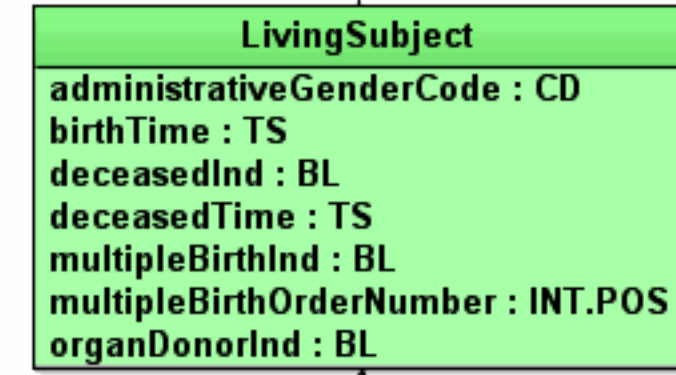 LivingSubject
administrativeGenderCode : CD
birthTime : TS
deceasedInd : BL
deceasedTime : TS
multipleBirthInd : BL
multipleBirthOrderNumber : INT.POS
organDonorInd : BL